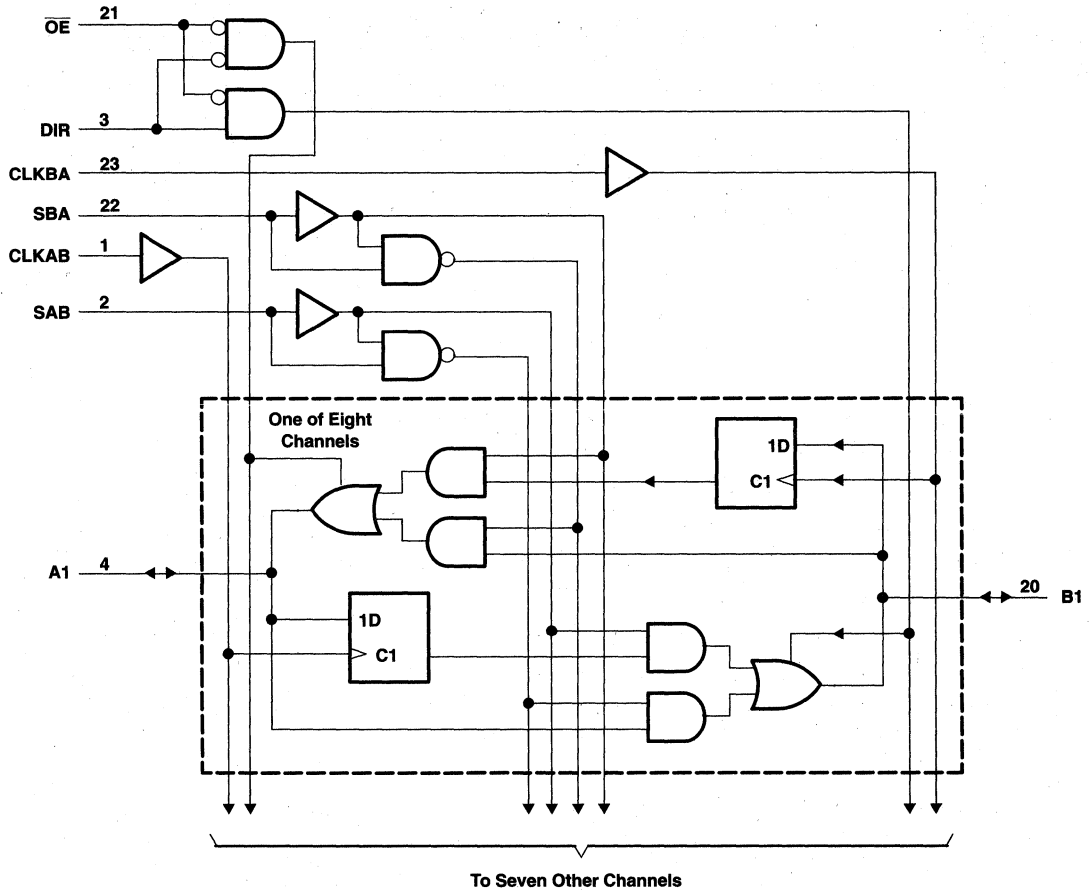 OE 21
DIR 3
CLKBA 23
SBA 22
CLKAB 1
SAB 2
One of Eight
Channels
1D
C1
A1 4
1D
C1
20 B1
To Seven Other Channels